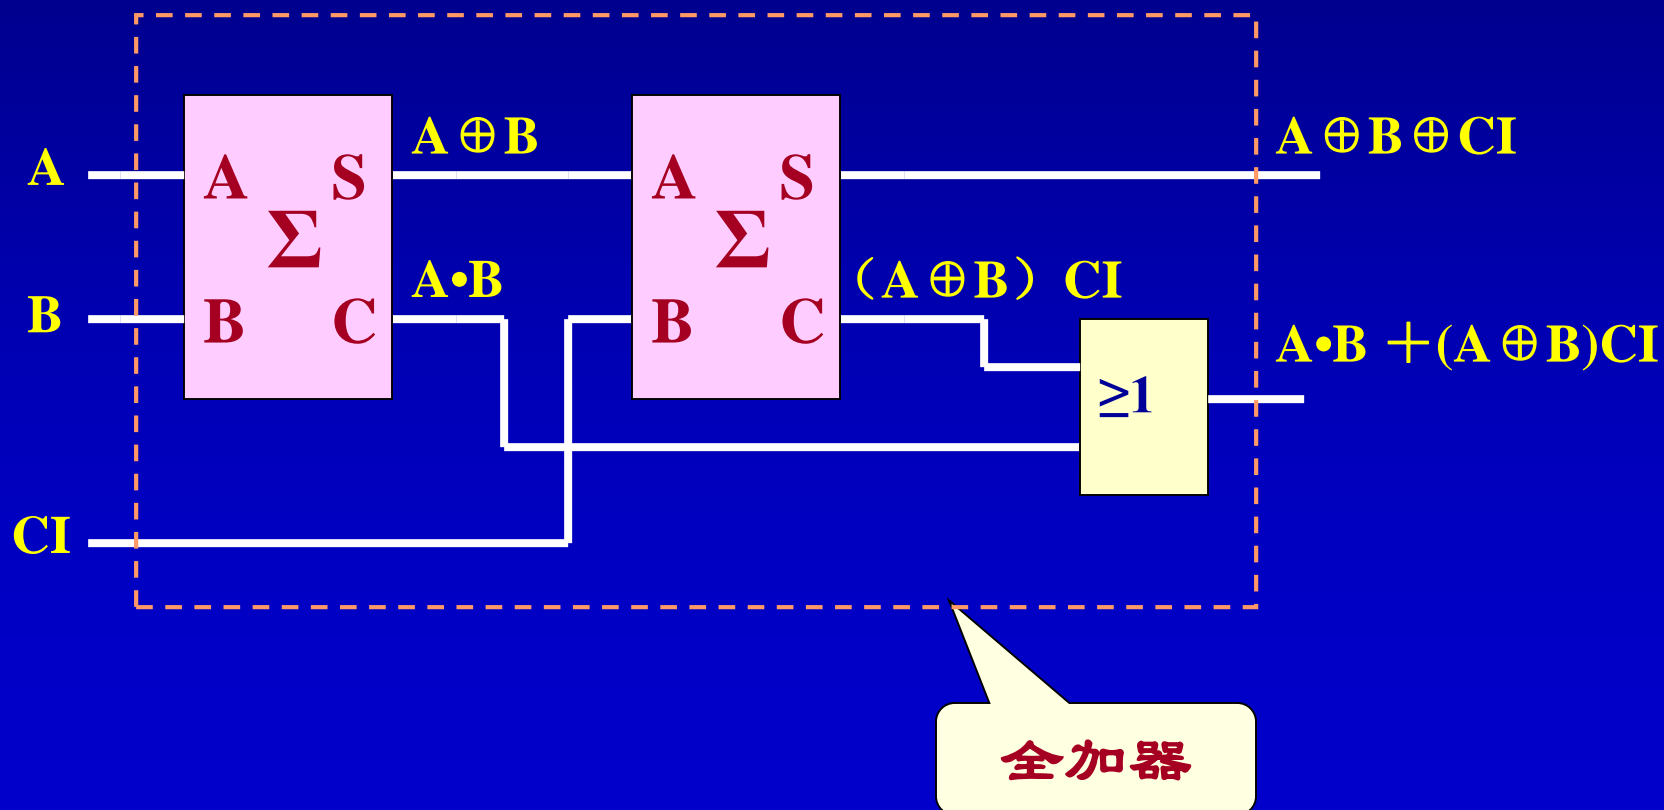 A⊕B
A⊕B⊕CI
A
A S
Σ
B C
A S
Σ
B C
A•B
(A⊕B) CI
B
A•B +(A⊕B)CI
≥1
CI
全加器